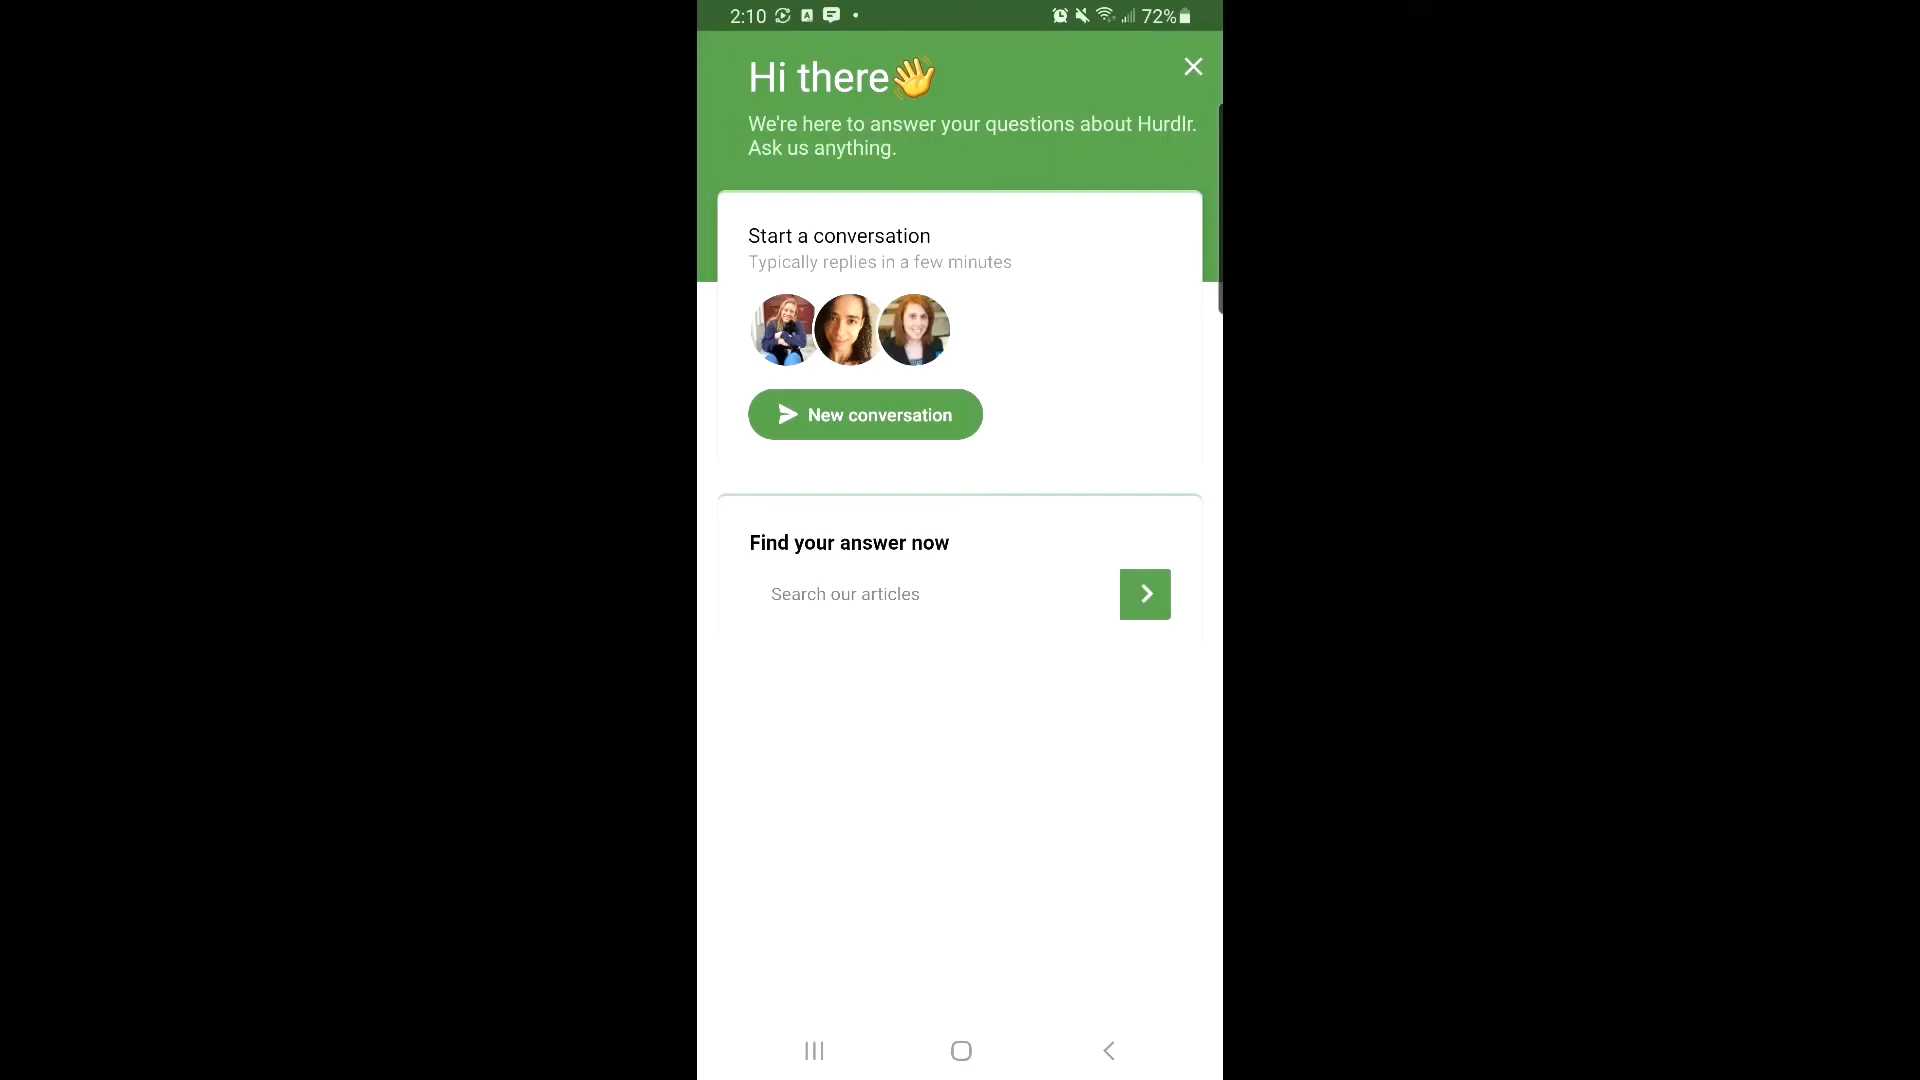 2:10
72%
Hi there👋
We're here to answer your questions about Hurdlr.
Ask us anything.
Start a conversation
Typically replies in a few minutes
New conversation
Find your answer now
Search our articles